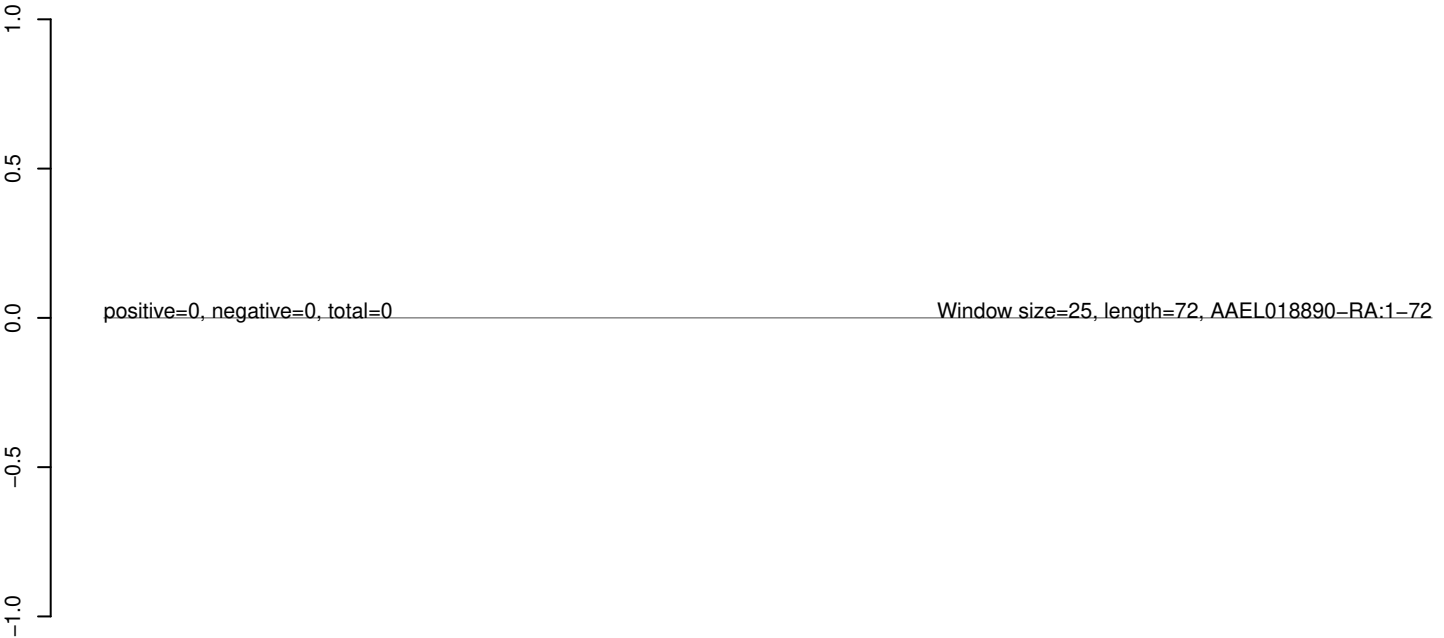 1.0
0.5
0.0
−0.5
−1.0
positive=0, negative=0, total=0
Window size=25, length=72, AAEL018890−RA:1−72